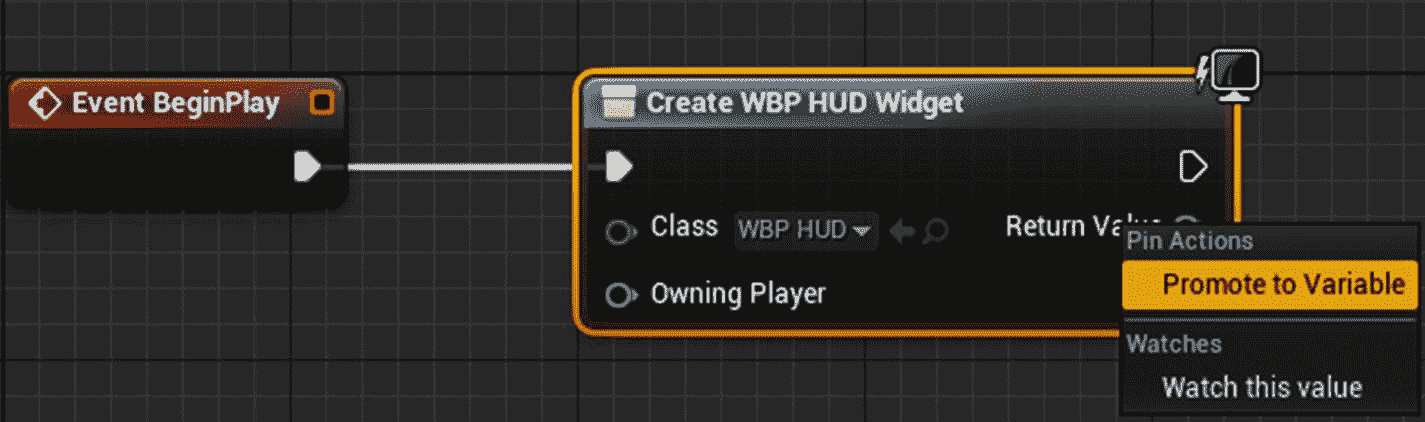 Event BeginPlay
Create WBP HUD Widget
Class WBP HUD
Return Value
Owning Player
Pin Actions
Promote to Variable
Watches
Watch this value